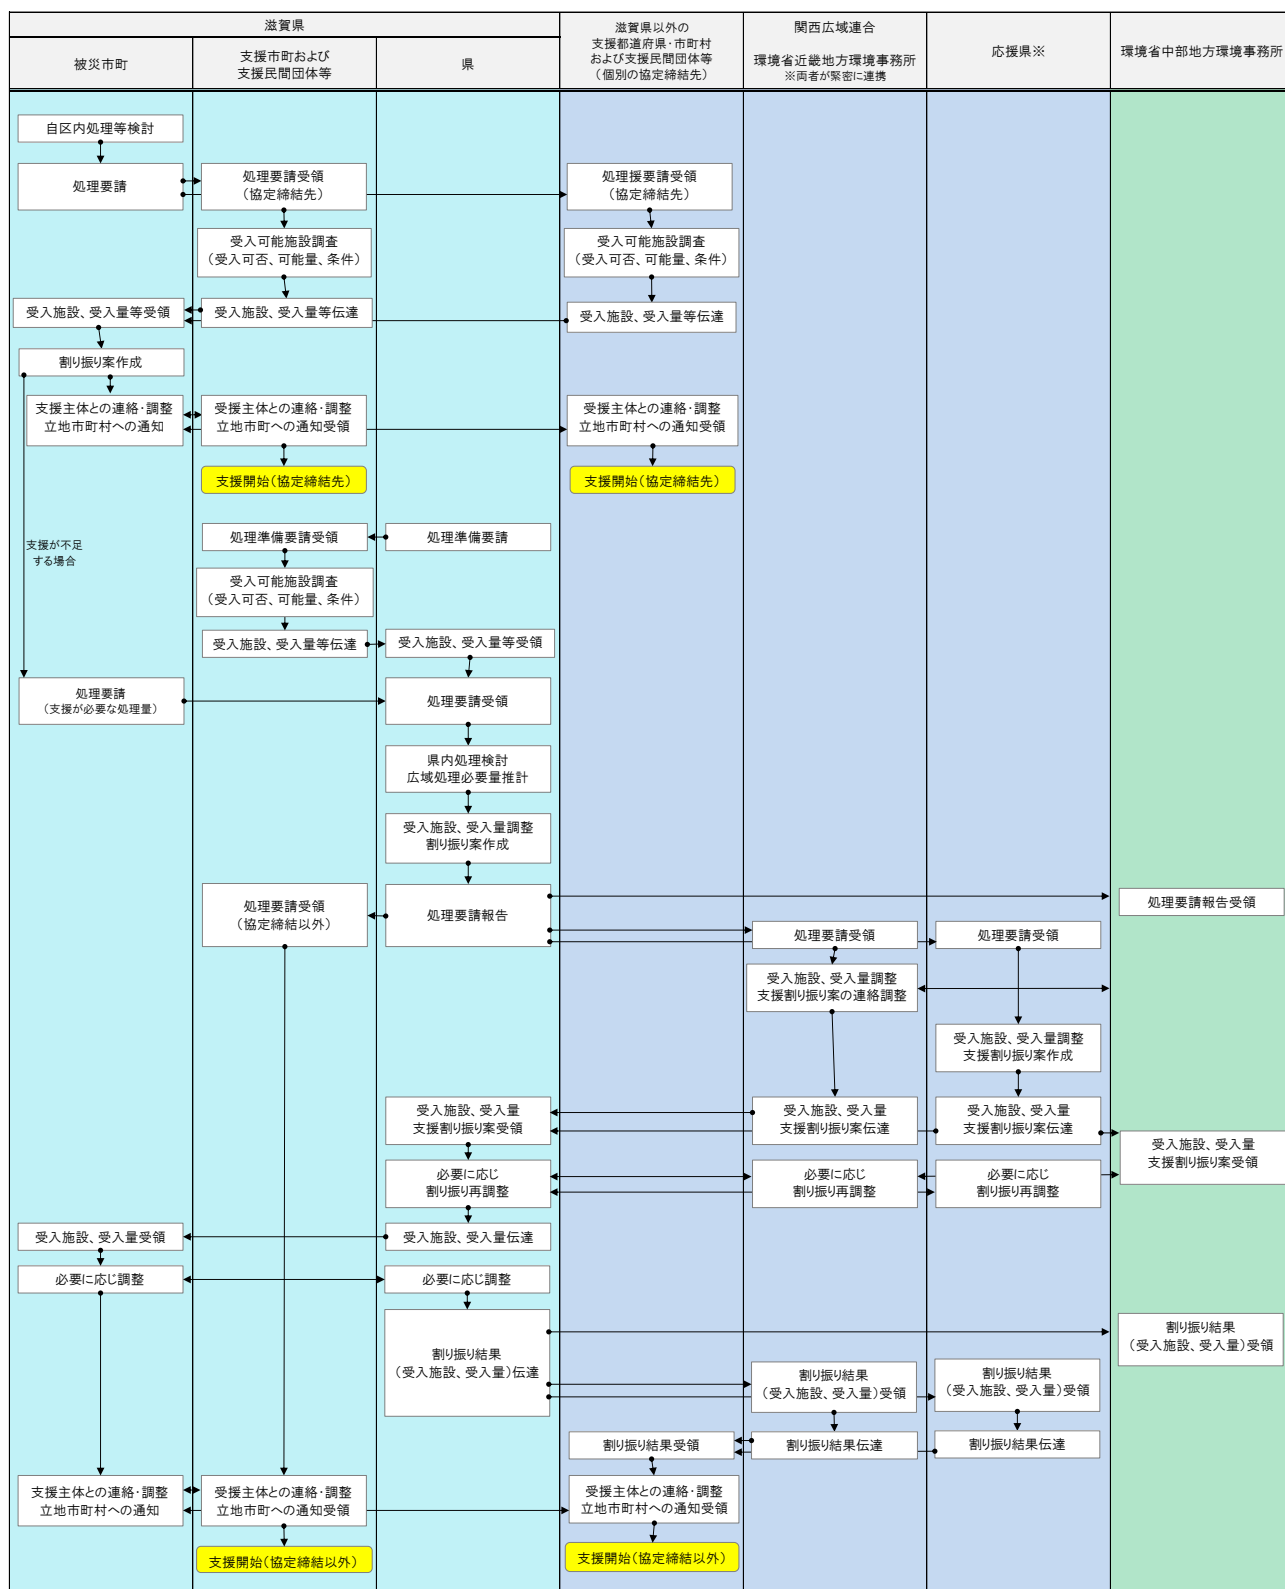 滋賀県
被災市町
支援市町および
支援民間団体等
県
滋賀県以外の
支援都道府県・市町村
および支援民間団体等
（個別の協定締結先）
関西広域連合
環境省近畿地方環境事務所
※両者が緊密に連携
応援県※
環境省中部地方環境事務所
自区内処理等検討
処理要請
処理要請受領
（協定締結先）
処理援要請受領
（協定締結先）
受入可能施設調査
（受入可否、可能量、条件）
受入可能施設調査
（受入可否、可能量、条件）
受入施設、受入量等受領
受入施設、受入量等伝達
受入施設、受入量等伝達
割り振り案作成
支援主体との連絡・調整
立地市町村への通知
受援主体との連絡・調整
立地市町への通知受領
受援主体との連絡・調整
立地市町村への通知受領
支援開始（協定締結先）
支援開始（協定締結先）
支援が不足
する場合
処理準備要請受領
処理準備要請
受入可能施設調査
（受入可否、可能量、条件）
受入施設、受入量等伝達
受入施設、受入量等受領
処理要請
（支援が必要な処理量）
処理要請受領
県内処理検討
広域処理必要量推計
受入施設、受入量調整
割り振り案作成
処理要請受領
（協定締結以外）
処理要請報告
処理要請報告受領
処理要請受領
処理要請受領
受入施設、受入量調整
支援割り振り案の連絡調整
受入施設、受入量調整
支援割り振り案作成
受入施設、受入量
支援割り振り案受領
受入施設、受入量
支援割り振り案伝達
受入施設、受入量
支援割り振り案伝達
受入施設、受入量
支援割り振り案受領
必要に応じ
割り振り再調整
必要に応じ
割り振り再調整
必要に応じ
割り振り再調整
受入施設、受入量受領
受入施設、受入量伝達
必要に応じ調整
必要に応じ調整
割り振り結果
（受入施設、受入量）伝達
割り振り結果
（受入施設、受入量）受領
割り振り結果
（受入施設、受入量）受領
割り振り結果
（受入施設、受入量）受領
割り振り結果受領
割り振り結果伝達
割り振り結果伝達
支援主体との連絡・調整
立地市町村への通知
受援主体との連絡・調整
立地市町への通知受領
受援主体との連絡・調整
立地市町村への通知受領
支援開始（協定締結以外）
支援開始（協定締結以外）